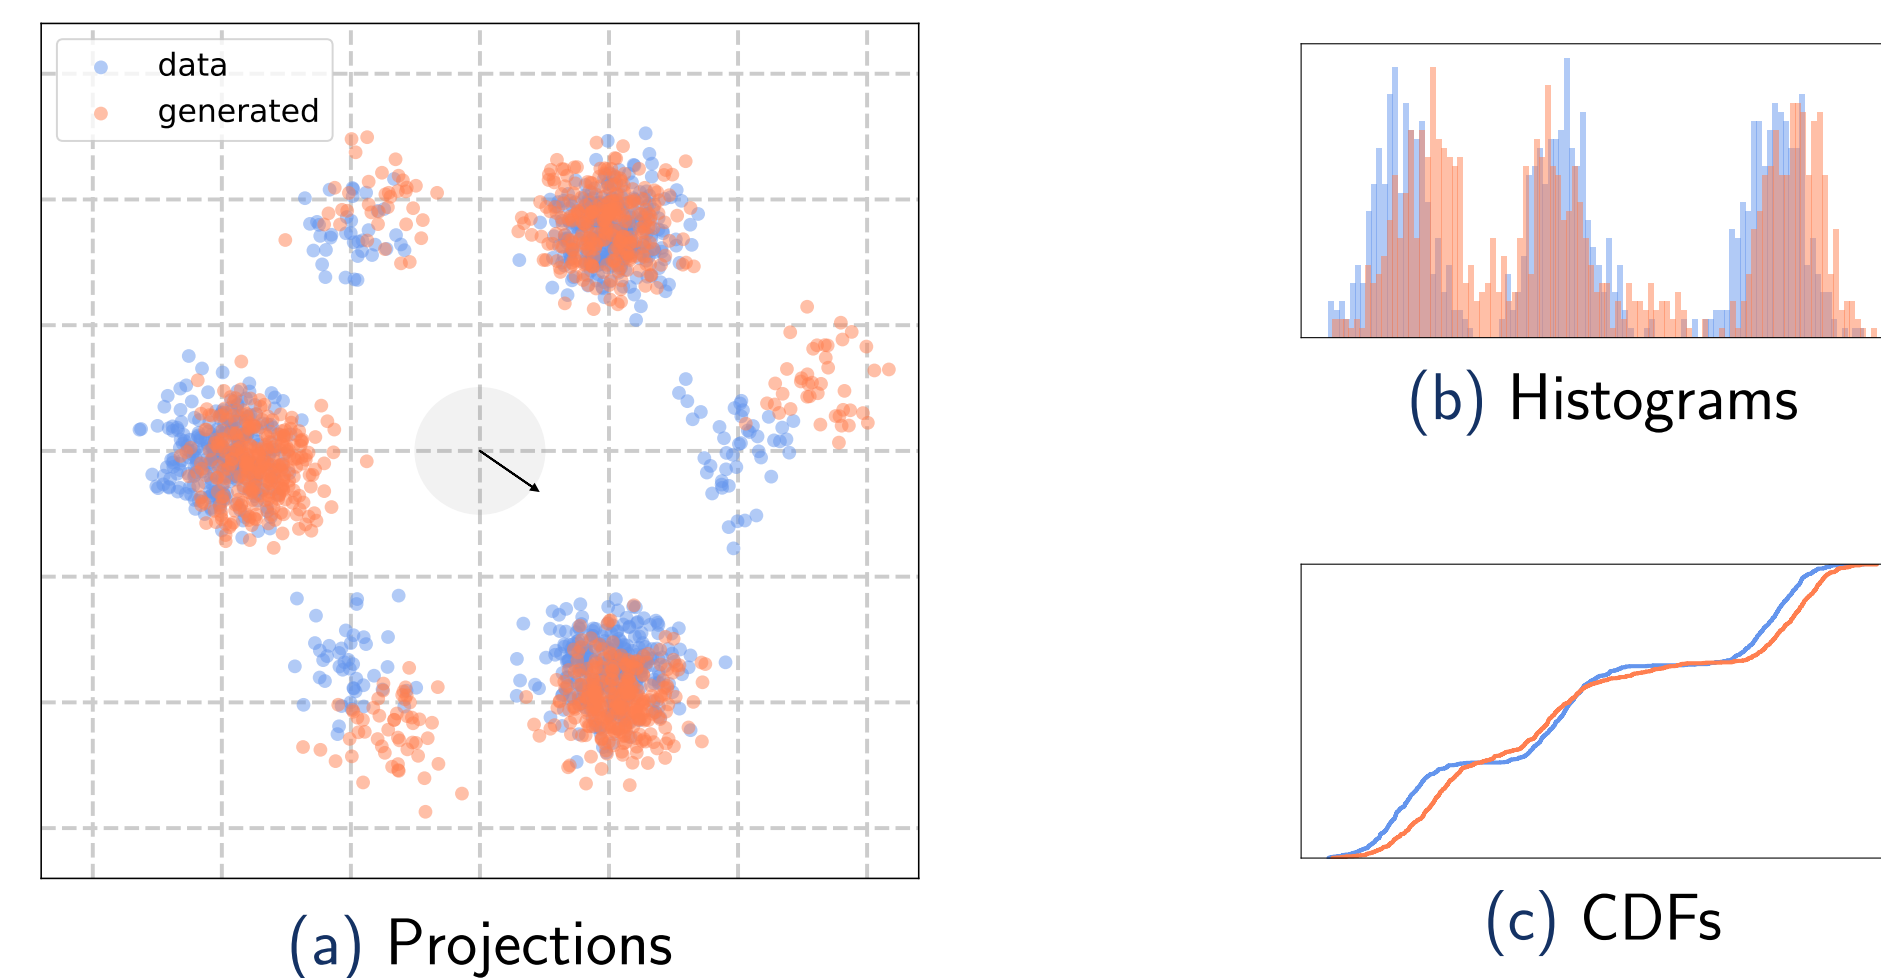 data
generated
(a) Projections
(b) Histograms
(c) CDFs